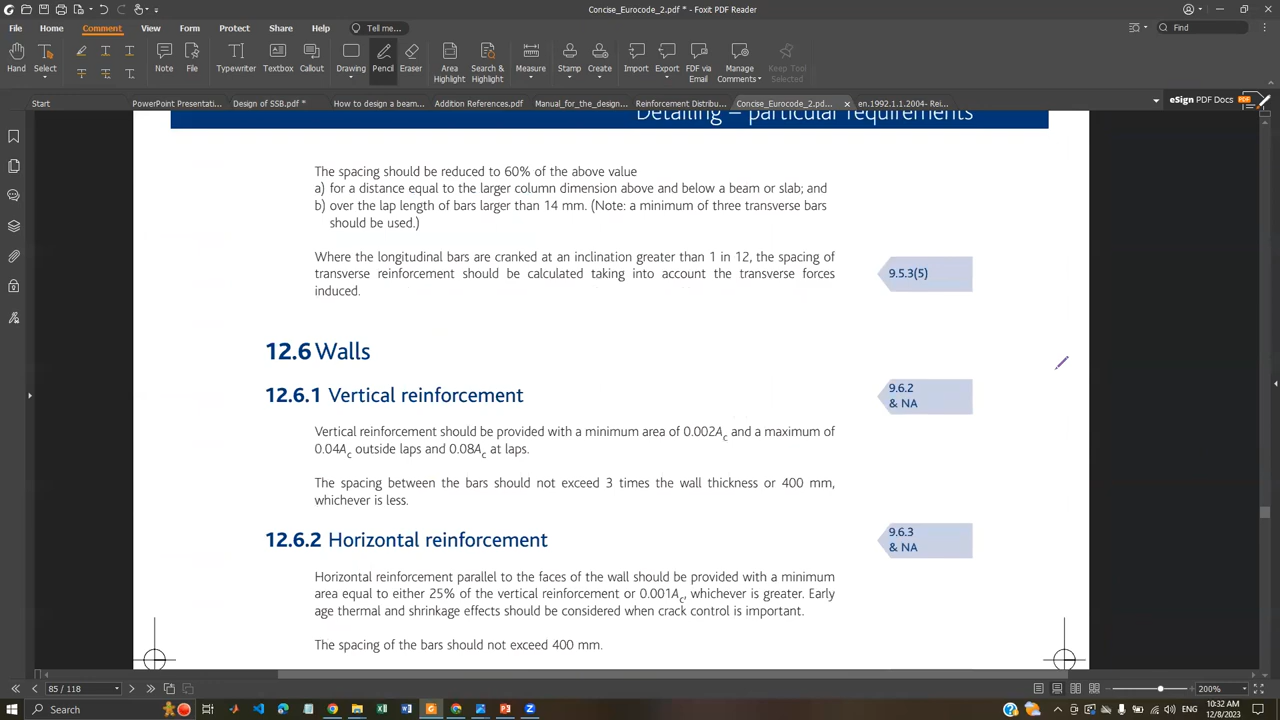 Concise_Eurocode_2.pdf * - Foxit PDF Reader
File Home Comment View Form Protect Share Help Tell me... Find
Hand Select Note File Typewriter Textbox Callout Drawing Pencil Eraser Area Highlight Search & Highlight Measure Stamp Create Import Export FDF via Email Manage Comments Keep Tool Selected
Start PowerPoint Presentati... Design of SSB.pdf * How to design a beam... Addition References.pdf Manual_for_the_design... Reinforcement Distribu... Concise_Eurocode_2.pd... × en.1992.1.1.2004- Rei... eSign PDF Docs
Detailing – particular requirements
The spacing should be reduced to 60% of the above value
a) for a distance equal to the larger column dimension above and below a beam or slab; and
b) over the lap length of bars larger than 14 mm. (Note: a minimum of three transverse bars
should be used.)
Where the longitudinal bars are cranked at an inclination greater than 1 in 12, the spacing of
transverse reinforcement should be calculated taking into account the transverse forces
induced.
9.5.3(5)
12.6 Walls
12.6.1 Vertical reinforcement
9.6.2
& NA
Vertical reinforcement should be provided with a minimum area of 0.002Ac and a maximum of
0.04Ac outside laps and 0.08Ac at laps.
The spacing between the bars should not exceed 3 times the wall thickness or 400 mm,
whichever is less.
12.6.2 Horizontal reinforcement
9.6.3
& NA
Horizontal reinforcement parallel to the faces of the wall should be provided with a minimum
area equal to either 25% of the vertical reinforcement or 0.001Ac, whichever is greater. Early
age thermal and shrinkage effects should be considered when crack control is important.
The spacing of the bars should not exceed 400 mm.
85 / 118 200%
Search 10:32 AM
12/8/2023